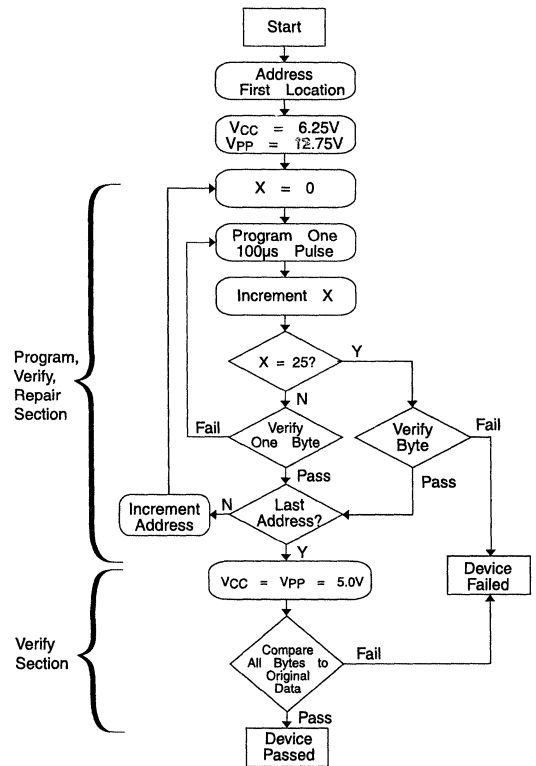 Start
Address
First Location
VCC = 6.25V
VPP = 12.75V
X = 0
Program One
100µs Pulse
Increment X
X = 25?
Y
N
Program,
Verify,
Repair
Section
Fail
Verify
One Byte
Verify
Byte
Fail
Pass
Pass
Increment
Address
N
Last
Address?
Y
VCC = VPP = 5.0V
Device
Failed
Verify
Section
Compare
All Bytes to
Original
Data
Fail
Pass
Device
Passed